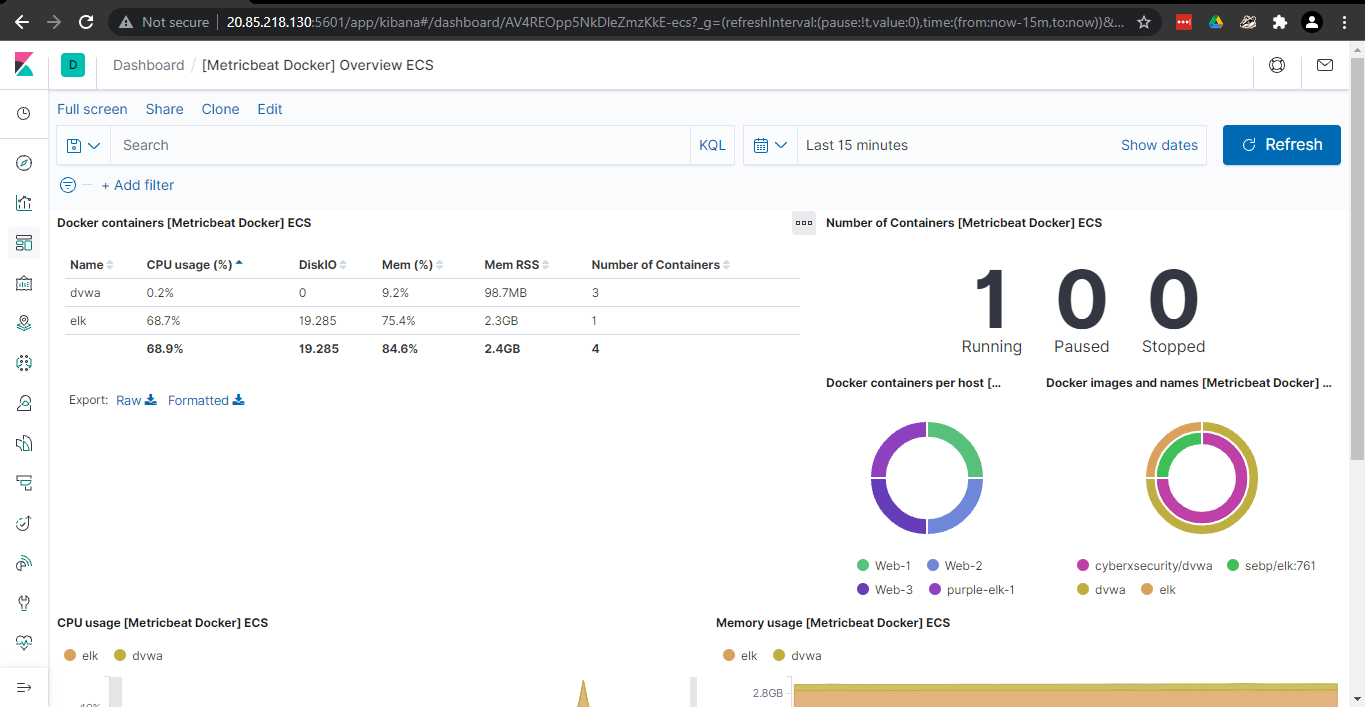 Not secure 20.85.218.130:5601/app/kibana#/dashboard/AV4REOpp5NkDleZmzKkE-ecs?_g=(refreshInterval:(pause:!t,value:0),time:(from:now-15m,to:now))&...
D Dashboard / [Metricbeat Docker] Overview ECS
Full screen Share Clone Edit
Search KQL Last 15 minutes Show dates Refresh
+ Add filter
Docker containers [Metricbeat Docker] ECS
Name CPU usage (%) DiskIO Mem (%) Mem RSS Number of Containers
dvwa 0.2% 0 9.2% 98.7MB 3
elk 68.7% 19.285 75.4% 2.3GB 1
68.9% 19.285 84.6% 2.4GB 4
Export: Raw Formatted
Number of Containers [Metricbeat Docker] ECS
1 0 0
Running Paused Stopped
Docker containers per host [...
Web-1 Web-2
Web-3 purple-elk-1
Docker images and names [Metricbeat Docker] ...
cyberxsecurity/dvwa sebp/elk:761
dvwa elk
CPU usage [Metricbeat Docker] ECS
elk dvwa
Memory usage [Metricbeat Docker] ECS
elk dvwa
2.8GB